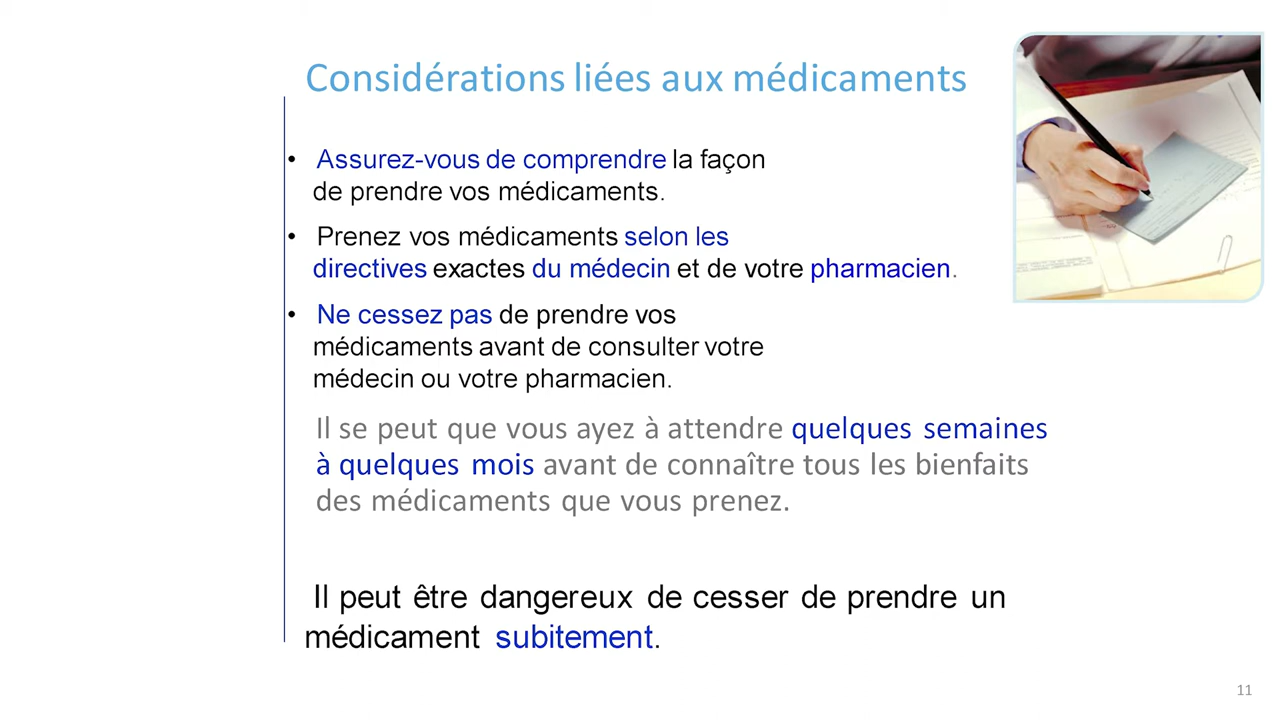 Considérations liées aux médicaments
• Assurez-vous de comprendre la façon
de prendre vos médicaments.
• Prenez vos médicaments selon les
directives exactes du médecin et de votre pharmacien.
• Ne cessez pas de prendre vos
médicaments avant de consulter votre
médecin ou votre pharmacien.
Il se peut que vous ayez à attendre quelques semaines
à quelques mois avant de connaître tous les bienfaits
des médicaments que vous prenez.
Il peut être dangereux de cesser de prendre un
médicament subitement.
11